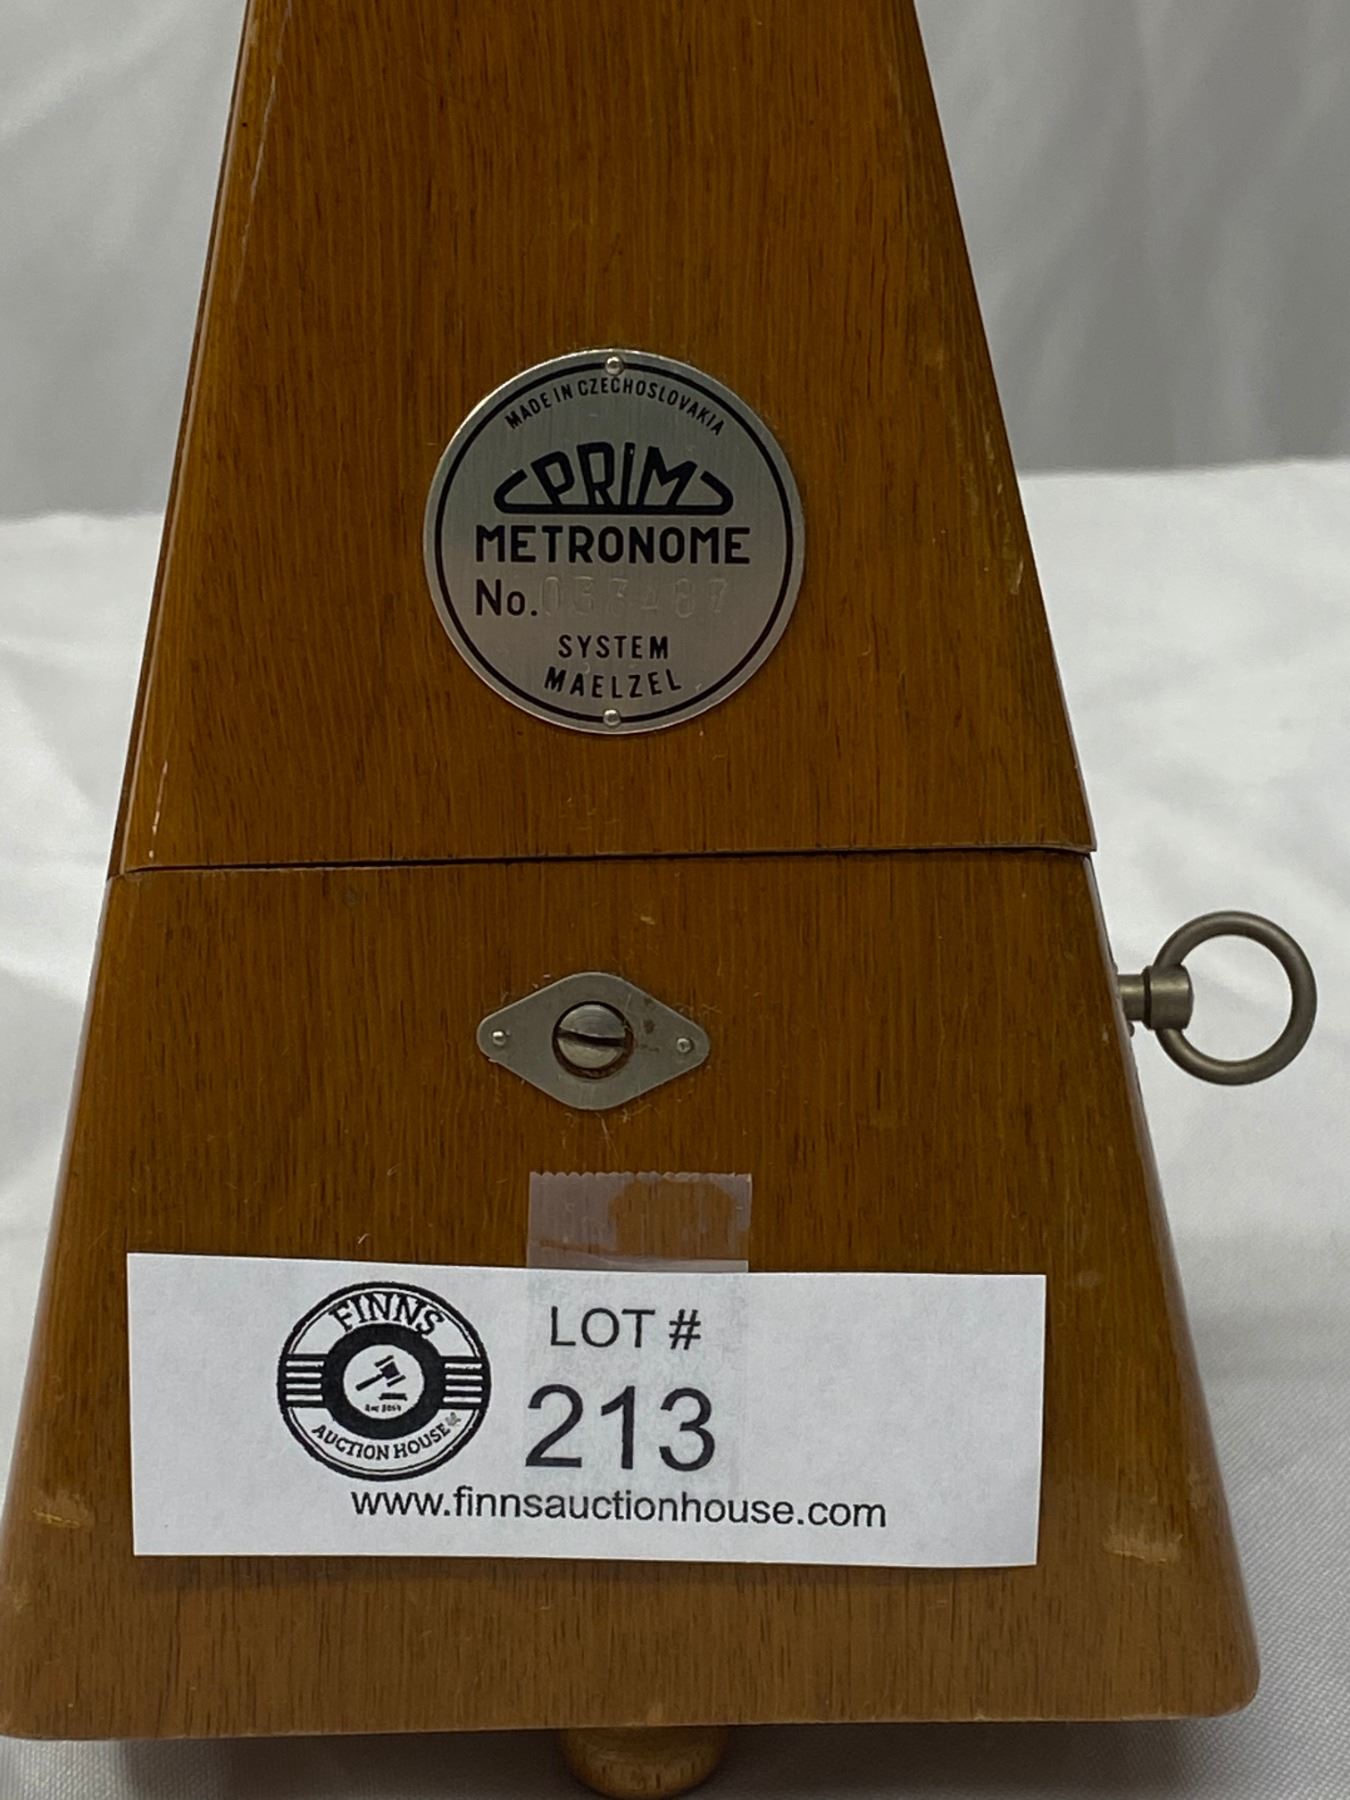 MADE IN CZECHOSLOVAKIA
PRIM
METRONOME
No.
SYSTEM
MAELZEL
FINNS
AUCTION HOUSE
LOT #
213
www.finnsauctionhouse.com